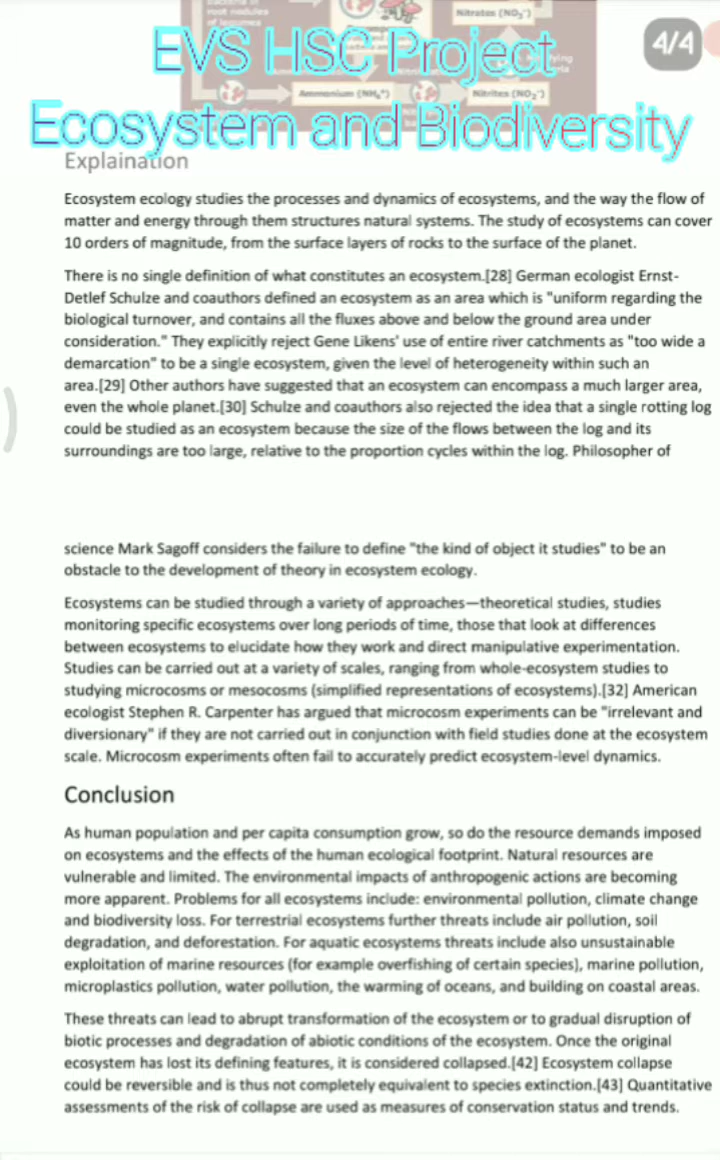 root nodules
of legumes
Nitrates (NO₃⁻)
4/4
EVS HSC Project
Ammonium (NH₄⁺)
Nitrites (NO₂⁻)
Ecosystem and Biodiversity
Explaination
Ecosystem ecology studies the processes and dynamics of ecosystems, and the way the flow of
matter and energy through them structures natural systems. The study of ecosystems can cover
10 orders of magnitude, from the surface layers of rocks to the surface of the planet.
There is no single definition of what constitutes an ecosystem.[28] German ecologist Ernst-
Detlef Schulze and coauthors defined an ecosystem as an area which is "uniform regarding the
biological turnover, and contains all the fluxes above and below the ground area under
consideration." They explicitly reject Gene Likens' use of entire river catchments as "too wide a
demarcation" to be a single ecosystem, given the level of heterogeneity within such an
area.[29] Other authors have suggested that an ecosystem can encompass a much larger area,
even the whole planet.[30] Schulze and coauthors also rejected the idea that a single rotting log
could be studied as an ecosystem because the size of the flows between the log and its
surroundings are too large, relative to the proportion cycles within the log. Philosopher of
science Mark Sagoff considers the failure to define "the kind of object it studies" to be an
obstacle to the development of theory in ecosystem ecology.
Ecosystems can be studied through a variety of approaches—theoretical studies, studies
monitoring specific ecosystems over long periods of time, those that look at differences
between ecosystems to elucidate how they work and direct manipulative experimentation.
Studies can be carried out at a variety of scales, ranging from whole-ecosystem studies to
studying microcosms or mesocosms (simplified representations of ecosystems).[32] American
ecologist Stephen R. Carpenter has argued that microcosm experiments can be "irrelevant and
diversionary" if they are not carried out in conjunction with field studies done at the ecosystem
scale. Microcosm experiments often fail to accurately predict ecosystem-level dynamics.
Conclusion
As human population and per capita consumption grow, so do the resource demands imposed
on ecosystems and the effects of the human ecological footprint. Natural resources are
vulnerable and limited. The environmental impacts of anthropogenic actions are becoming
more apparent. Problems for all ecosystems include: environmental pollution, climate change
and biodiversity loss. For terrestrial ecosystems further threats include air pollution, soil
degradation, and deforestation. For aquatic ecosystems threats include also unsustainable
exploitation of marine resources (for example overfishing of certain species), marine pollution,
microplastics pollution, water pollution, the warming of oceans, and building on coastal areas.
These threats can lead to abrupt transformation of the ecosystem or to gradual disruption of
biotic processes and degradation of abiotic conditions of the ecosystem. Once the original
ecosystem has lost its defining features, it is considered collapsed.[42] Ecosystem collapse
could be reversible and is thus not completely equivalent to species extinction.[43] Quantitative
assessments of the risk of collapse are used as measures of conservation status and trends.